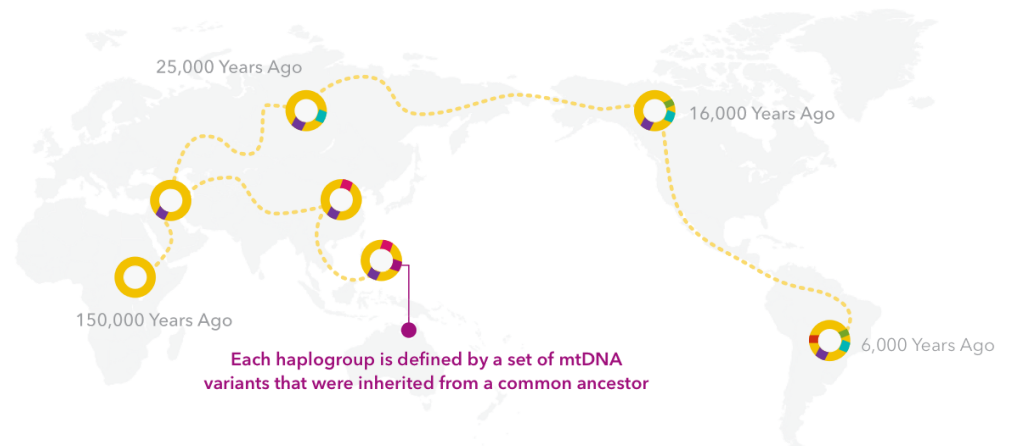 25,000 Years Ago
16,000 Years Ago
150,000 Years Ago
6,000 Years Ago
Each haplogroup is defined by a set of mtDNA
variants that were inherited from a common ancestor